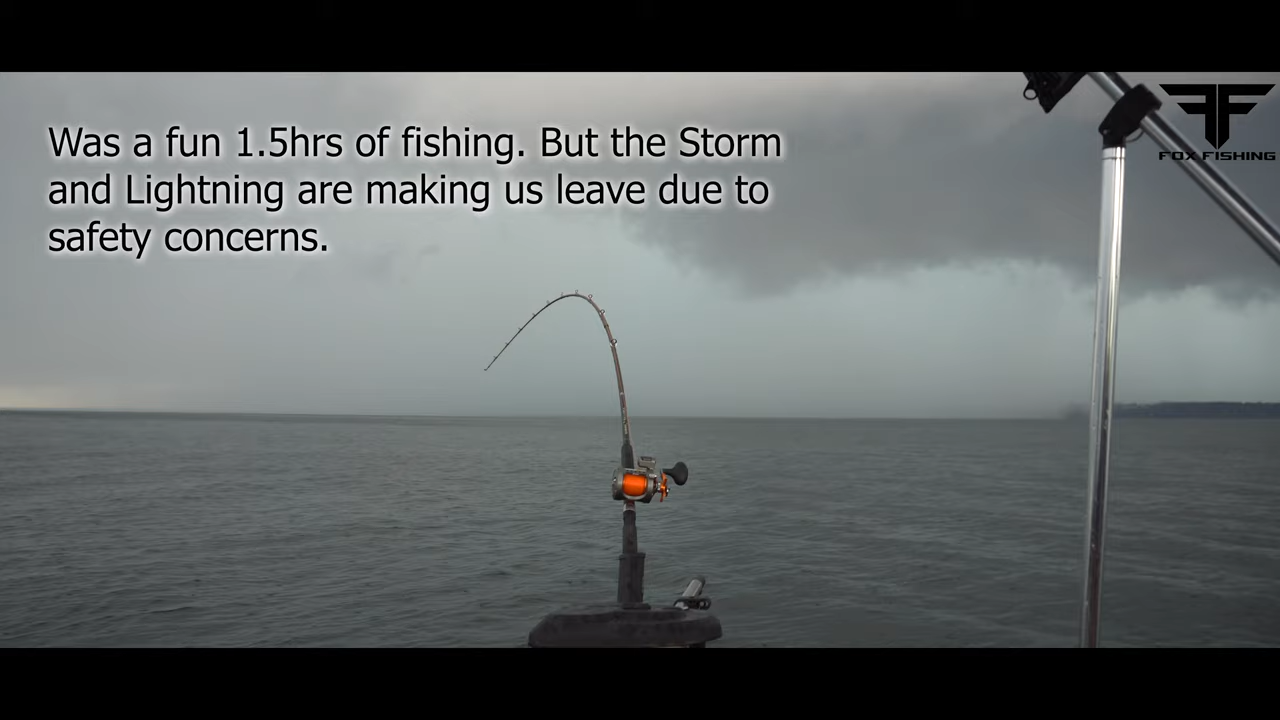 Was a fun 1.5hrs of fishing. But the Storm
and Lightning are making us leave due to
safety concerns.
FF
FOX FISHING